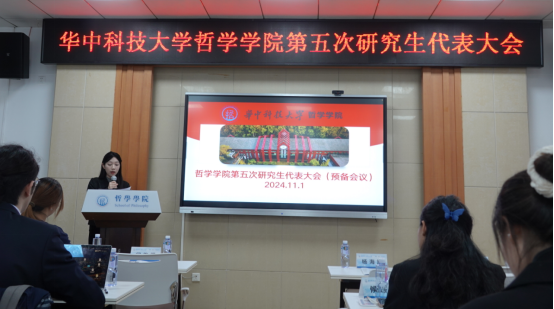 华中科技大学哲学学院第五次研究生代表大会
华中科技大学 哲学学院
哲学学院第五次研究生代表大会（预备会议）
2024.11.1
哲學學院